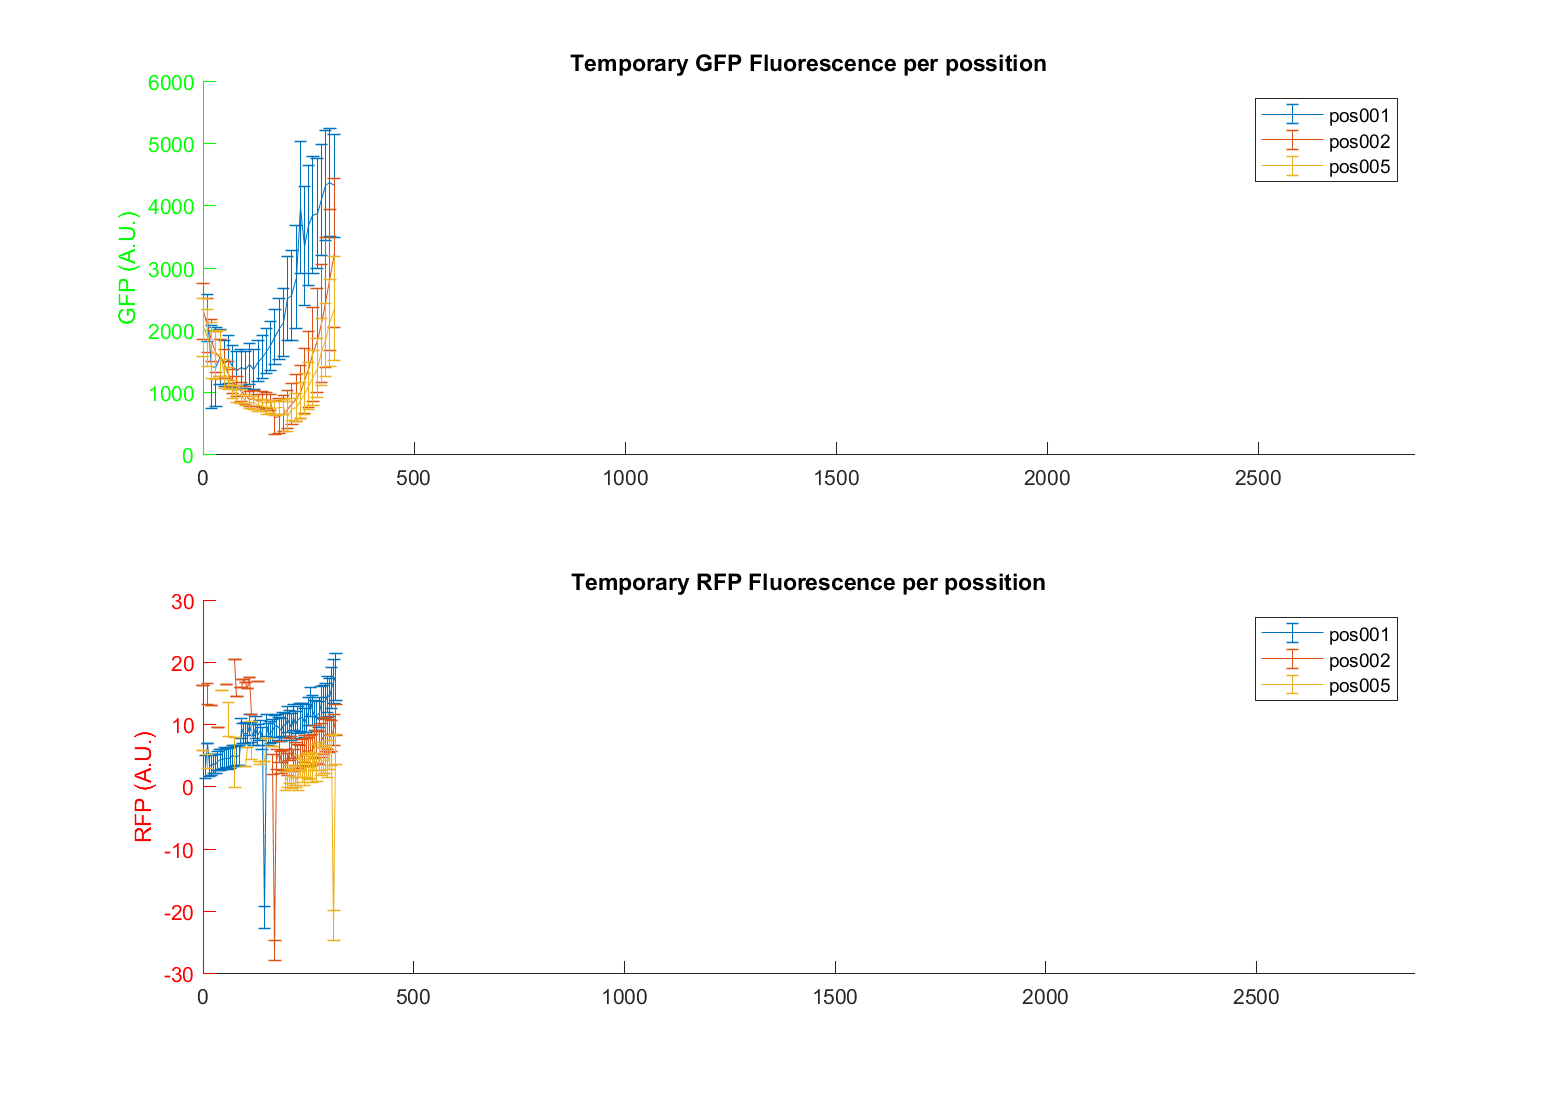 Temporary GFP Fluorescence per possition
6000
5000
4000
3000
2000
1000
0
GFP (A.U.)
pos001
pos002
pos005
0 500 1000 1500 2000 2500
Temporary RFP Fluorescence per possition
30
20
10
0
-10
-20
-30
RFP (A.U.)
pos001
pos002
pos005
0 500 1000 1500 2000 2500